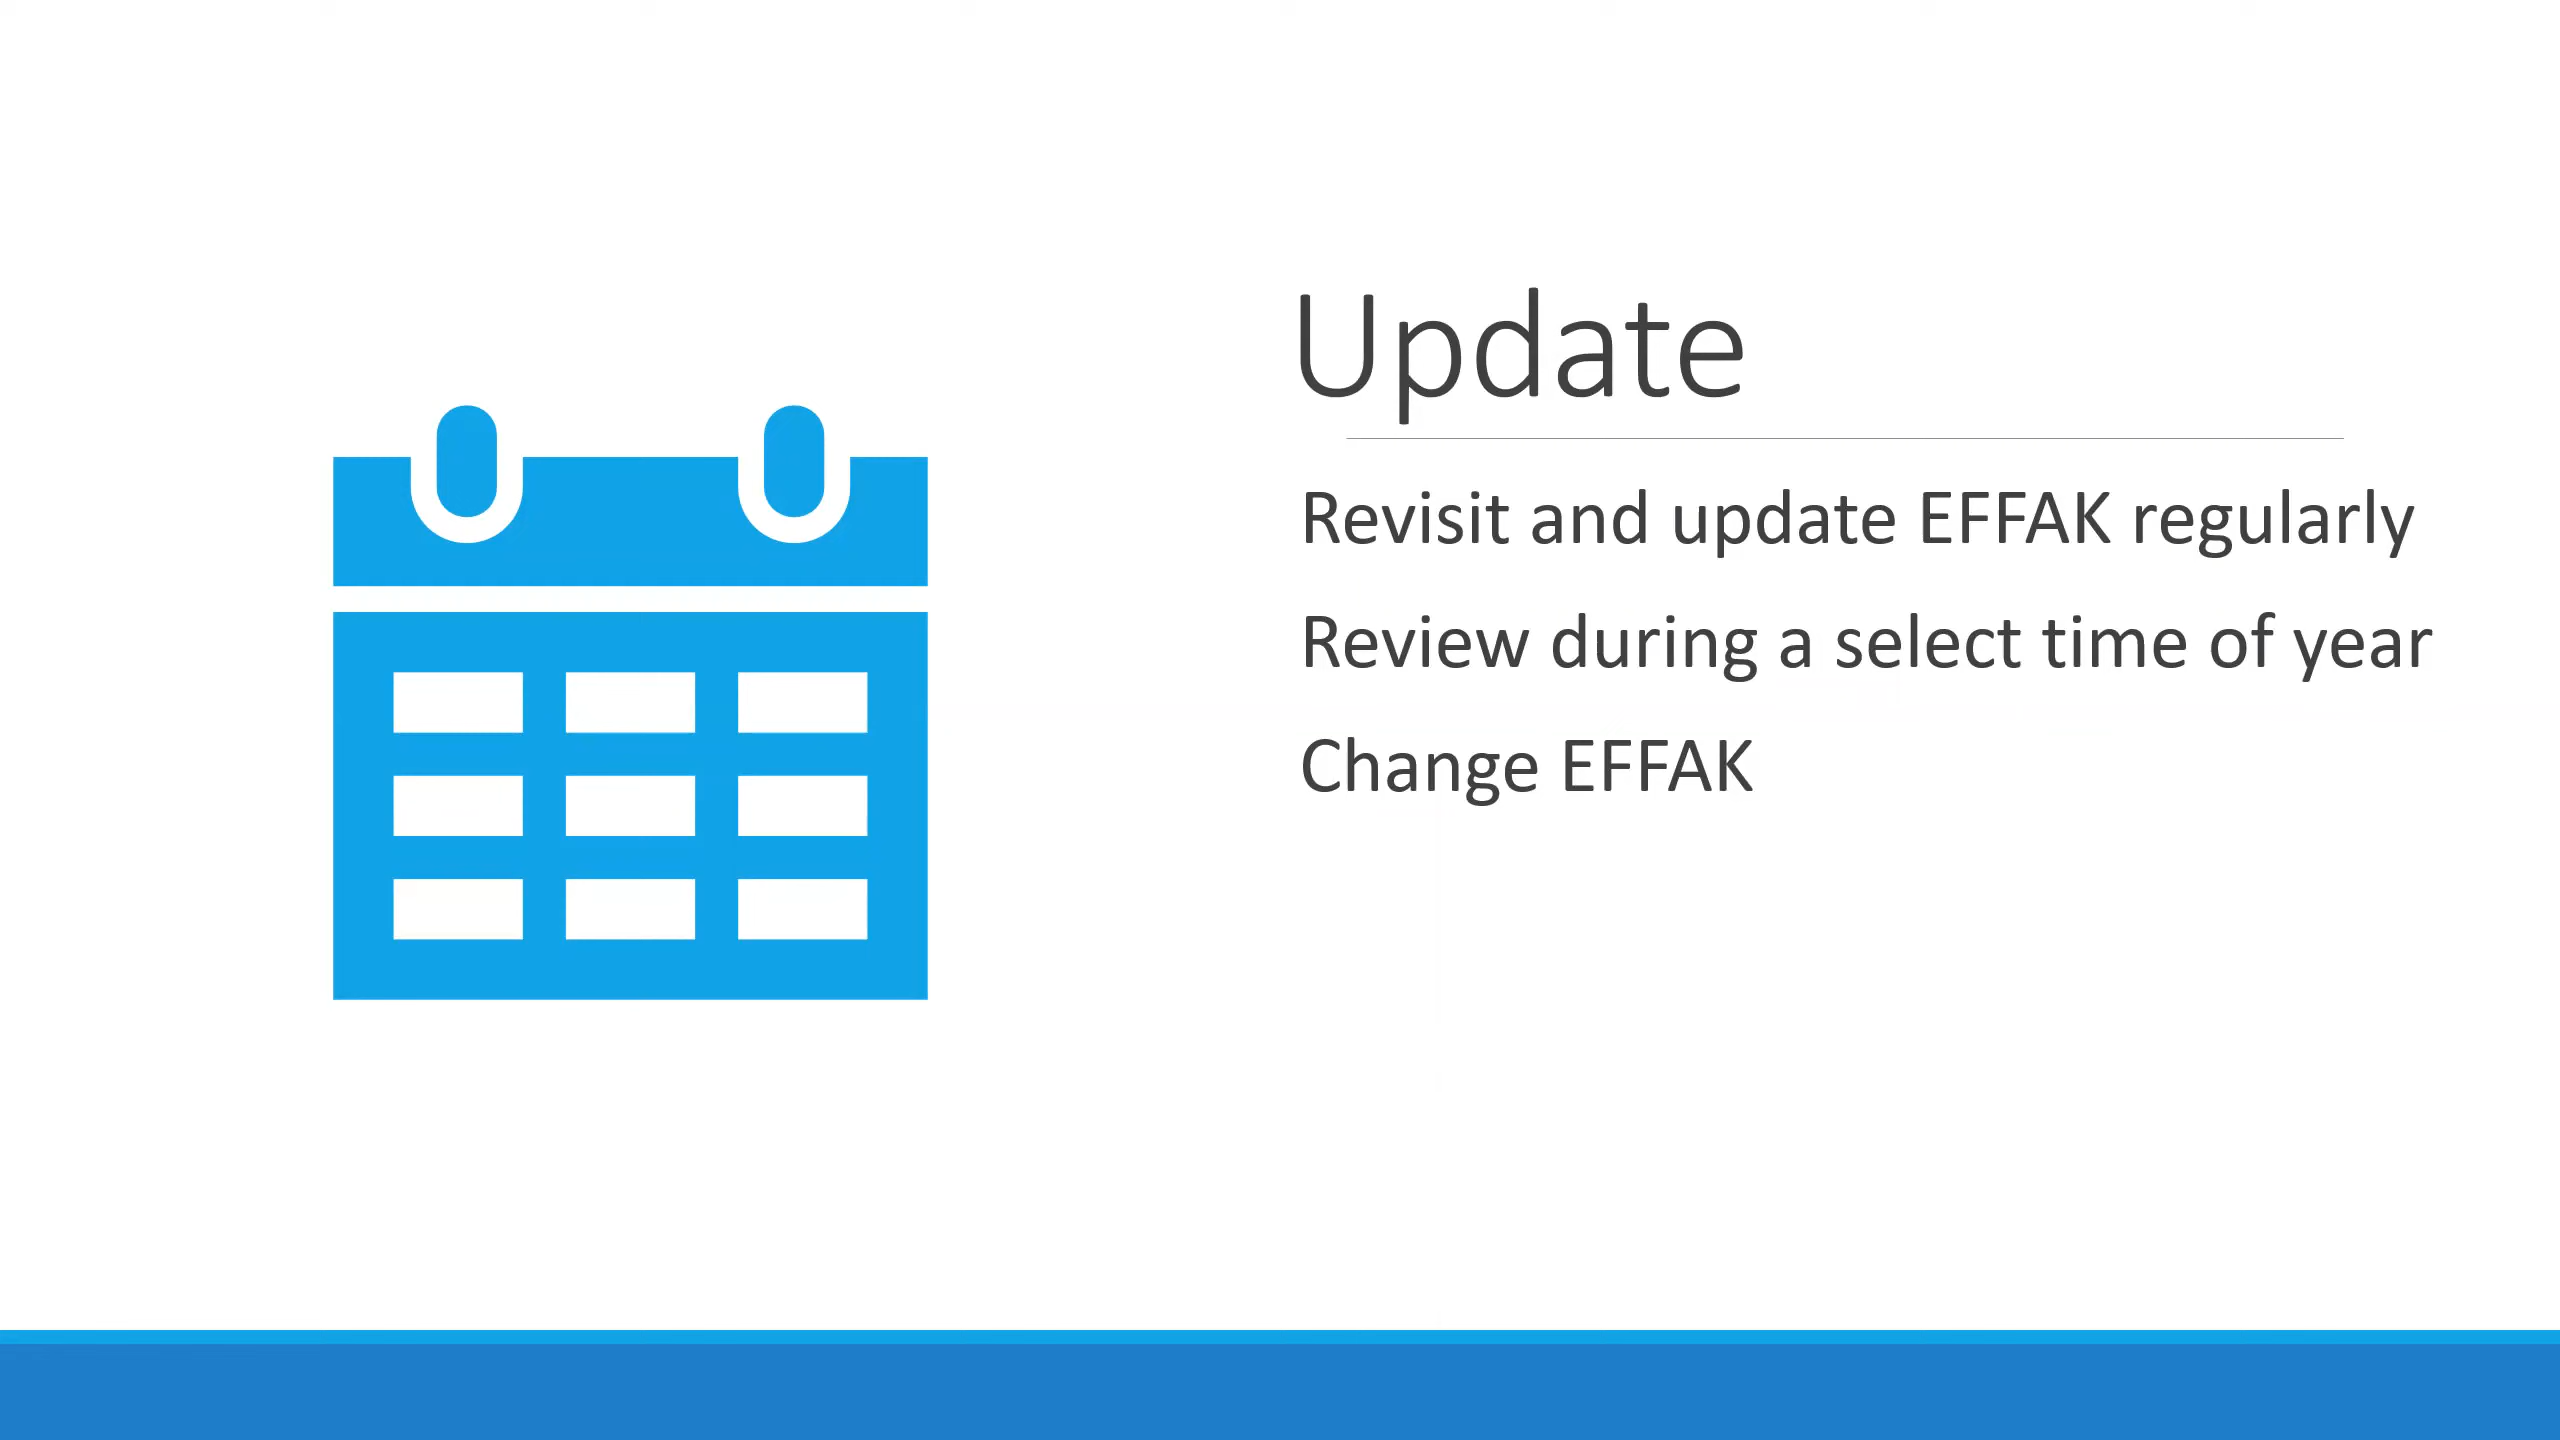 Update
Revisit and update EFFAK regularly
Review during a select time of year
Change EFFAK